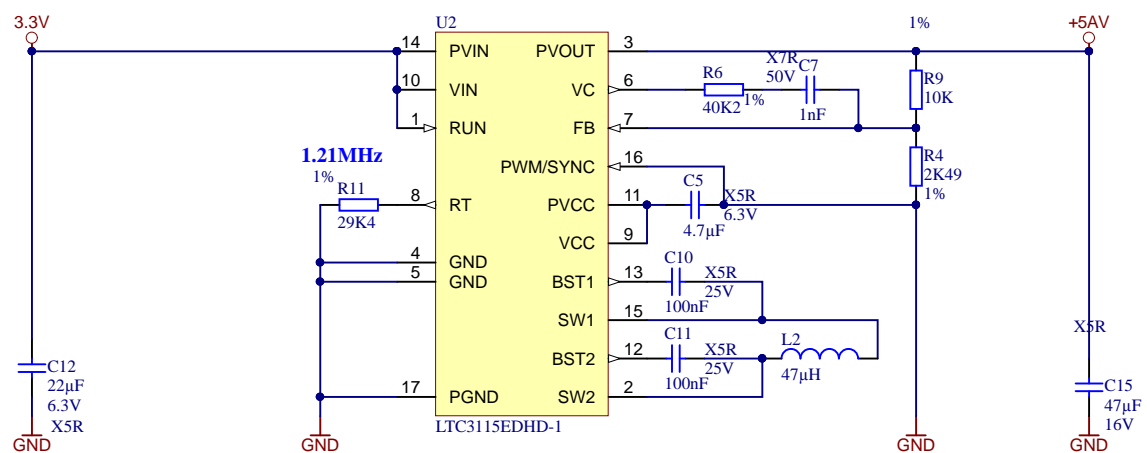 3.3V
U2
1%
+5AV
14
PVIN
PVOUT
3
10
VIN
VC
6
R6
40K2
1%
X7R
50V
C7
1nF
R9
10K
1
RUN
FB
7
1.21MHz
PWM/SYNC
16
R4
2K49
1%
1%
R11
29K4
8
RT
PVCC
11
C5
4.7µF
X5R
6.3V
VCC
9
4
GND
5
GND
BST1
13
C10
100nF
X5R
25V
SW1
15
BST2
12
C11
100nF
X5R
25V
L2
47µH
X5R
C12
22µF
6.3V
X5R
17
PGND
SW2
2
C15
47µF
16V
LTC3115EDHD-1
GND
GND
GND
GND